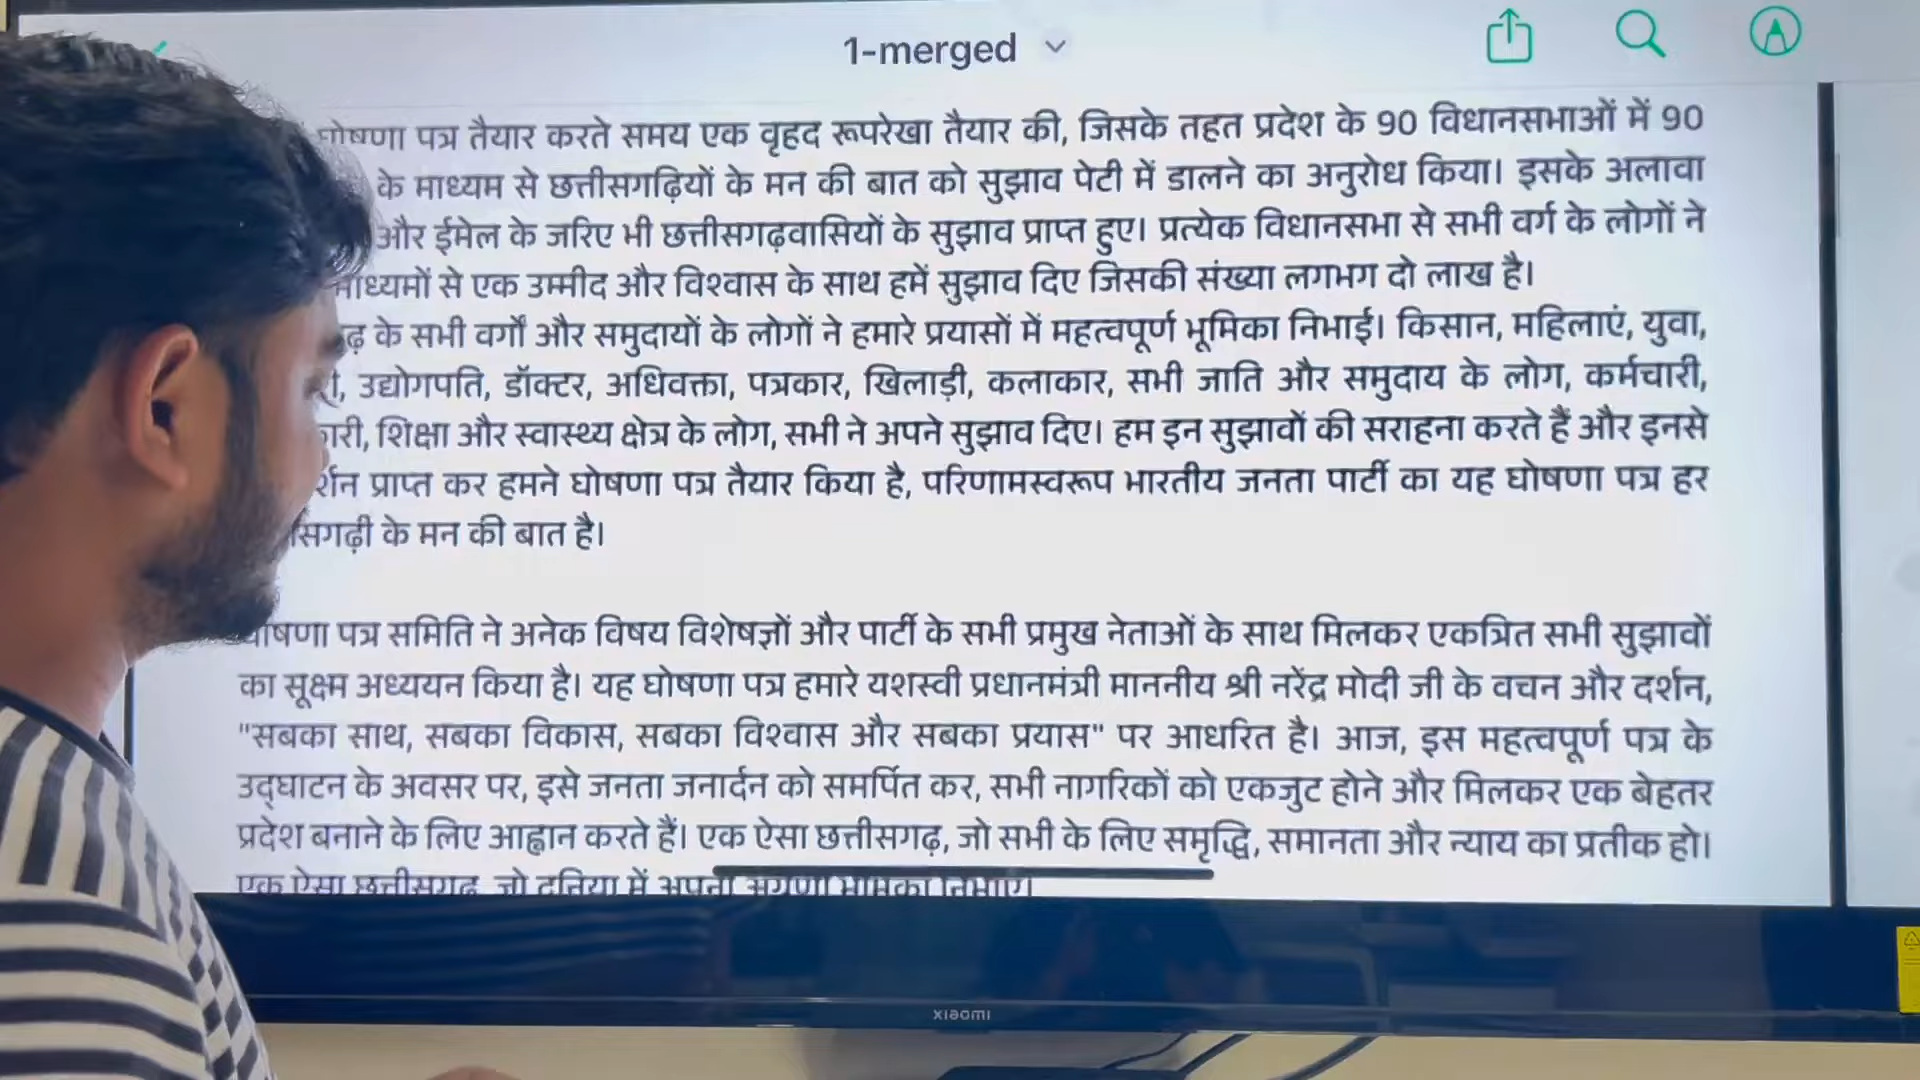 1-merged
पत्र तैयार करते समय एक वृहद रूपरेखा तैयार की, जिसके तहत प्रदेश के 90 विधानसभाओं में 90
के माध्यम से छत्तीसगढ़ियों के मन की बात को सुझाव पेटी में डालने का अनुरोध किया। इसके अलावा
और ईमेल के जरिए भी छत्तीसगढ़वासियों के सुझाव प्राप्त हुए। प्रत्येक विधानसभा से सभी वर्ग के लोगों ने
से एक उम्मीद और विश्वास के साथ हमें सुझाव दिए जिसकी संख्या लगभग दो लाख है।
के सभी वर्गों और समुदायों के लोगों ने हमारे प्रयासों में महत्वपूर्ण भूमिका निभाई। किसान, महिलाएं, युवा,
उद्योगपति, डॉक्टर, अधिवक्ता, पत्रकार, खिलाड़ी, कलाकार, सभी जाति और समुदाय के लोग, कर्मचारी,
शिक्षा और स्वास्थ्य क्षेत्र के लोग, सभी ने अपने सुझाव दिए। हम इन सुझावों की सराहना करते हैं और इनसे
प्राप्त कर हमने घोषणा पत्र तैयार किया है, परिणामस्वरूप भारतीय जनता पार्टी का यह घोषणा पत्र हर
के मन की बात है।
पत्र समिति ने अनेक विषय विशेषज्ञों और पार्टी के सभी प्रमुख नेताओं के साथ मिलकर एकत्रित सभी सुझावों
का सूक्ष्म अध्ययन किया है। यह घोषणा पत्र हमारे यशस्वी प्रधानमंत्री माननीय श्री नरेंद्र मोदी जी के वचन और दर्शन,
"सबका साथ, सबका विकास, सबका विश्वास और सबका प्रयास" पर आधरित है। आज, इस महत्वपूर्ण पत्र के
उद्घाटन के अवसर पर, इसे जनता जनार्दन को समर्पित कर, सभी नागरिकों को एकजुट होने और मिलकर एक बेहतर
प्रदेश बनाने के लिए आह्वान करते हैं। एक ऐसा छत्तीसगढ़, जो सभी के लिए समृद्धि, समानता और न्याय का प्रतीक हो।
एक ऐसा छत्तीसगढ़ जो दुनिया में अपनी
xiaomi